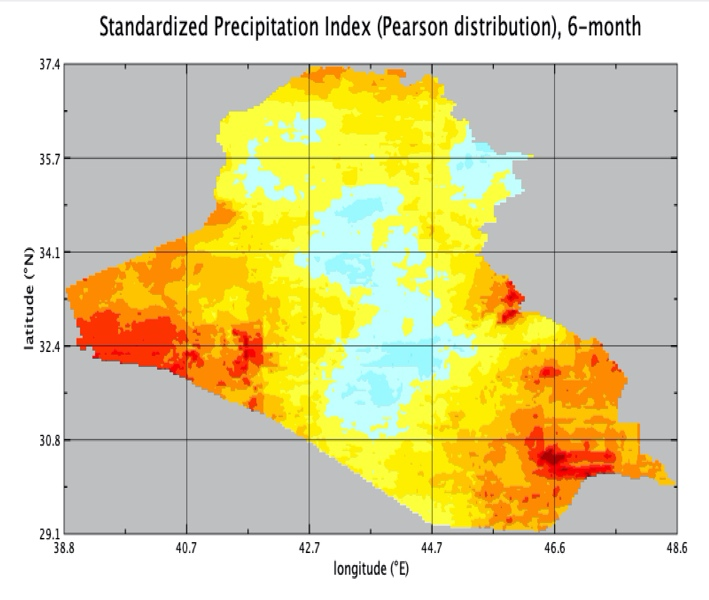 Standardized Precipitation Index (Pearson distribution), 6-month
37.4
35.7
34.1
32.4
30.8
29.1
latitude (°N)
38.8 40.7 42.7 44.7 46.6 48.6
longitude (°E)